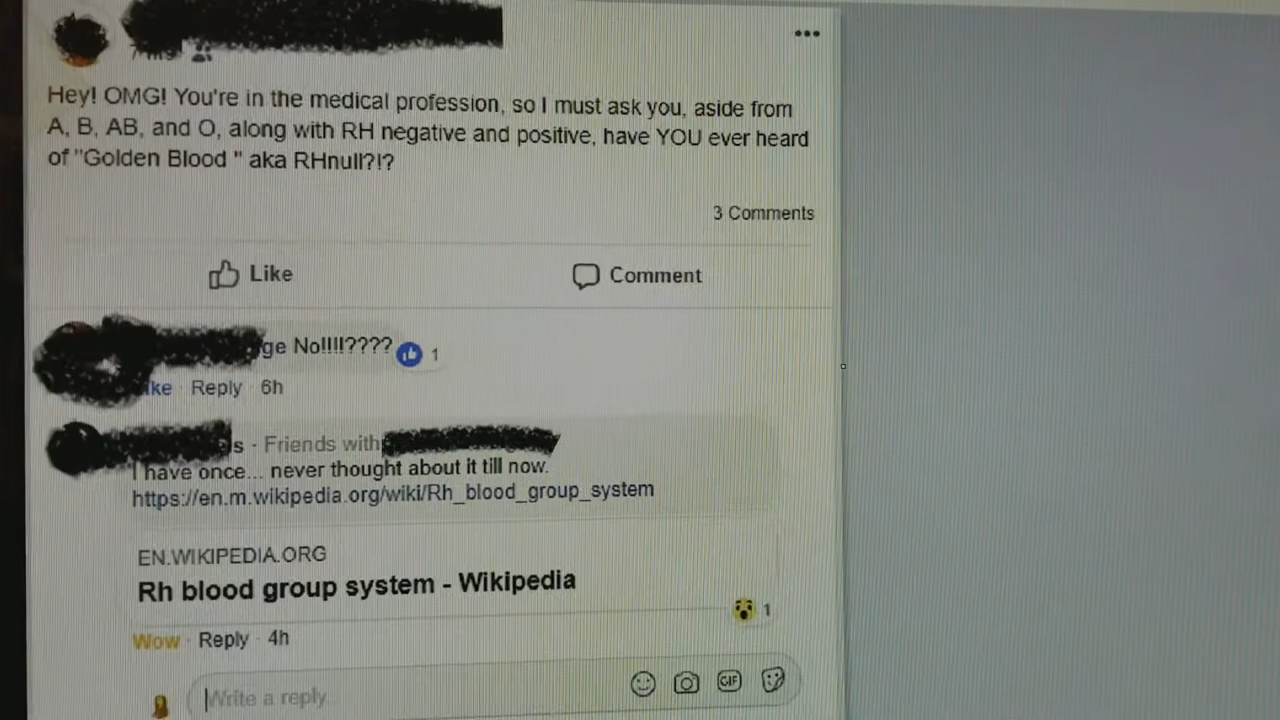 Hey! OMG! You're in the medical profession, so I must ask you, aside from
A, B, AB, and O, along with RH negative and positive, have YOU ever heard
of "Golden Blood " aka RHnull?!?
3 Comments
Like
Comment
ge No!!!!???? 1
ke · Reply · 6h
s · Friends with
I have once... never thought about it till now.
https://en.m.wikipedia.org/wiki/Rh_blood_group_system
EN.WIKIPEDIA.ORG
Rh blood group system - Wikipedia
1
Wow · Reply · 4h
Write a reply...
GIF